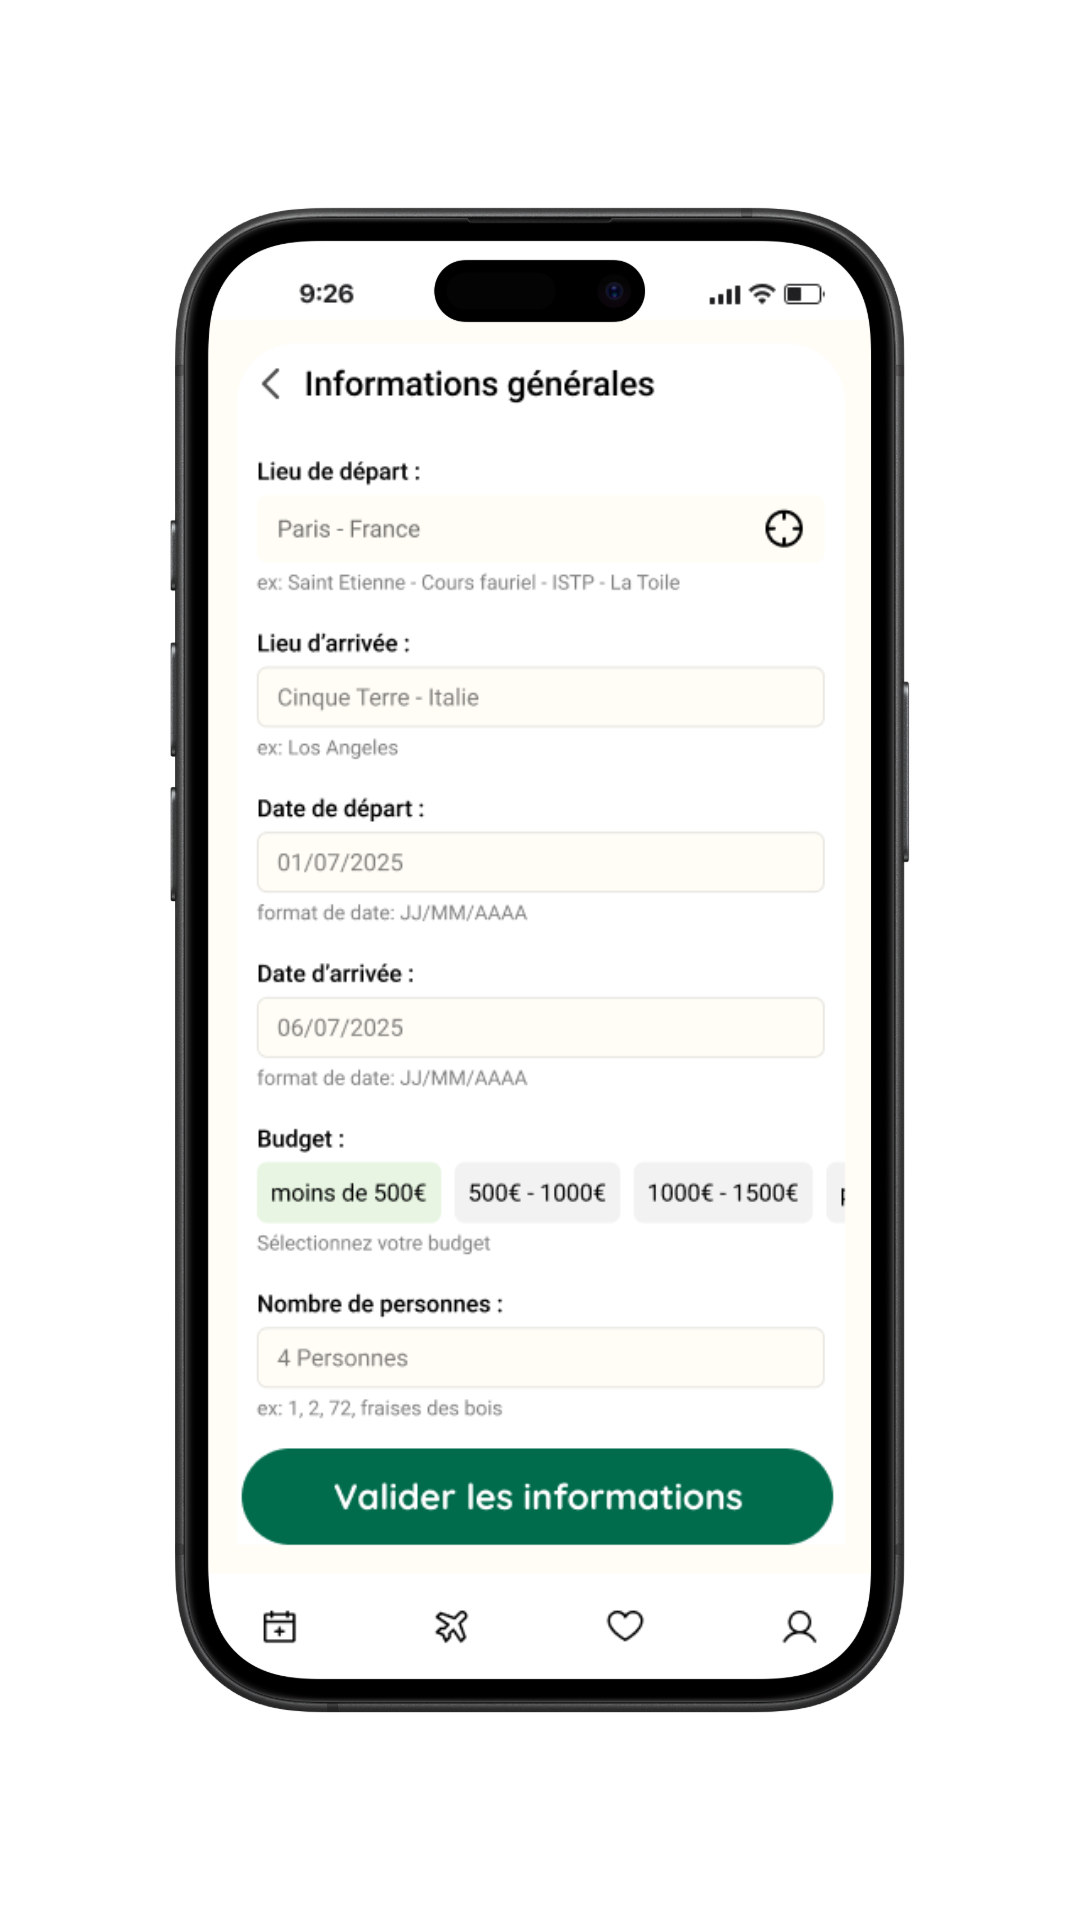 9:26
Informations générales
Lieu de départ :
Paris - France
ex: Saint Etienne - Cours fauriel - ISTP - La Toile
Lieu d'arrivée :
Cinque Terre - Italie
ex: Los Angeles
Date de départ :
01/07/2025
format de date: JJ/MM/AAAA
Date d'arrivée :
06/07/2025
format de date: JJ/MM/AAAA
Budget :
moins de 500€ 500€ - 1000€ 1000€ - 1500€
Sélectionnez votre budget
Nombre de personnes :
4 Personnes
ex: 1, 2, 72, fraises des bois
Valider les informations